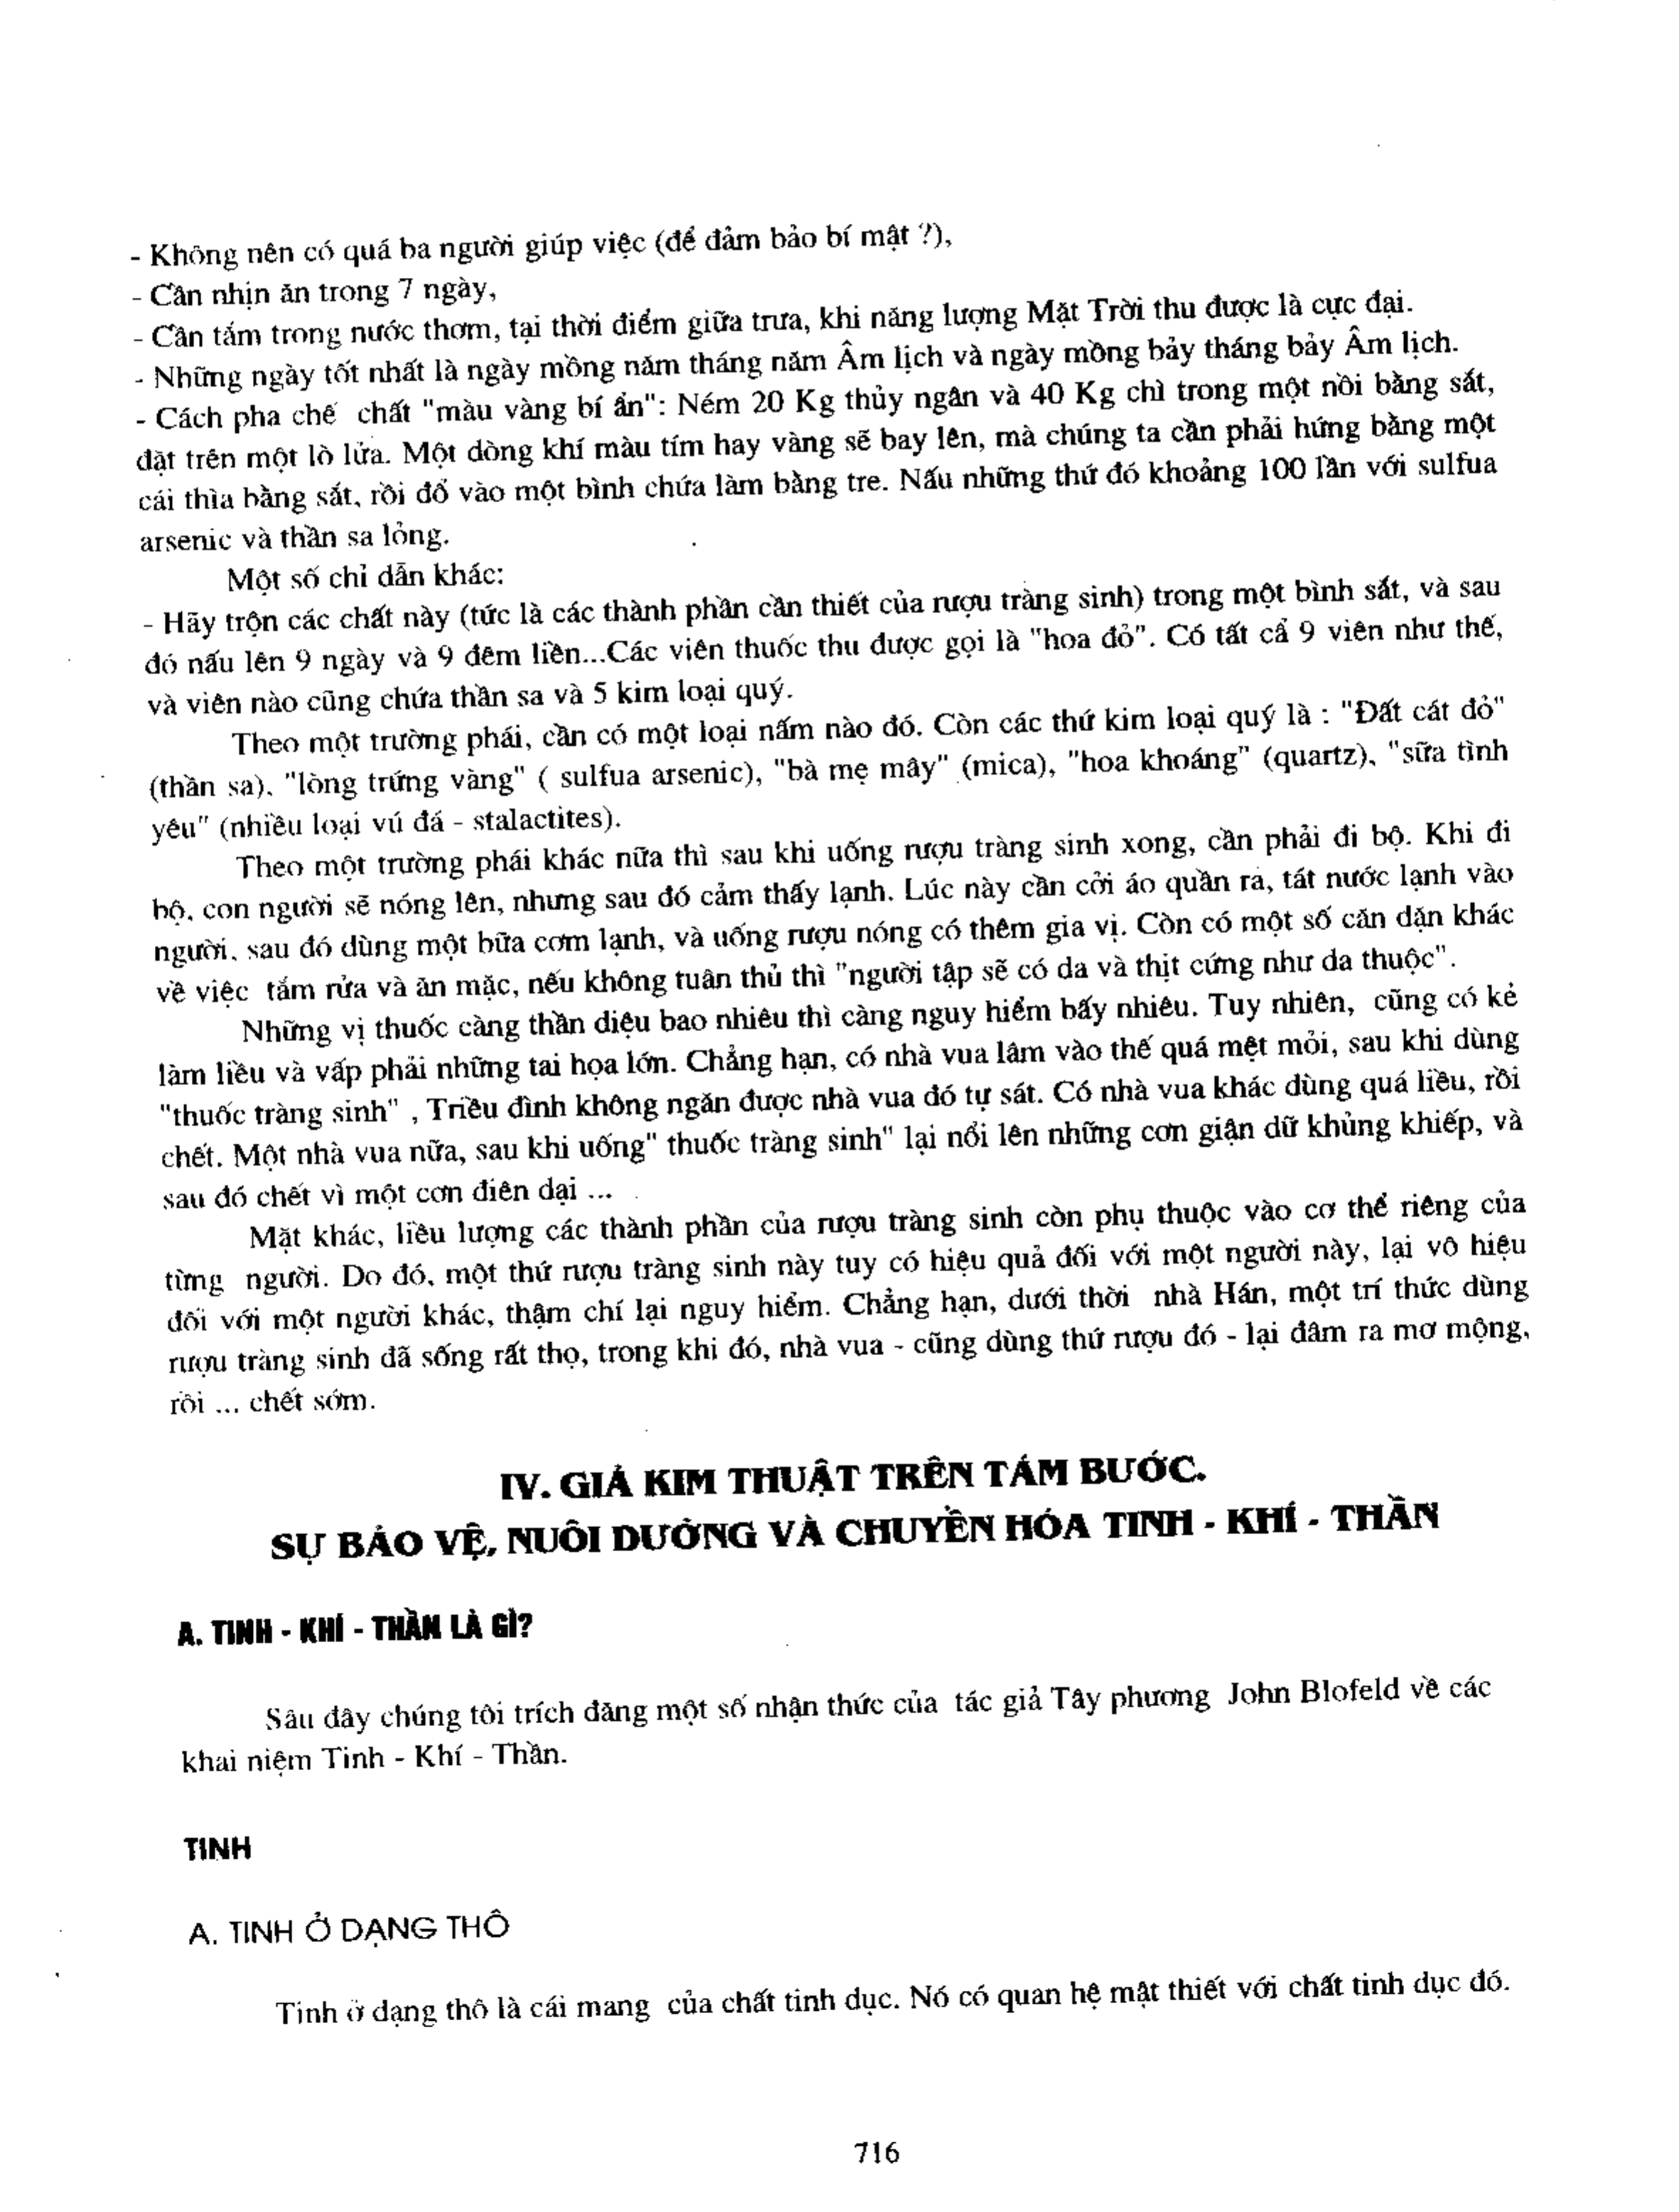 - Không nên có quá ba người giúp việc (để đảm bảo bí mật ?),
- Cần nhịn ăn trong 7 ngày,
- Cần tắm trong nước thơm, tại thời điểm giữa trưa, khi năng lượng Mặt Trời thu được là cực đại.
- Những ngày tốt nhất là ngày mồng năm tháng năm Âm lịch và ngày mồng bảy tháng bảy Âm lịch.
- Cách pha chế chất "màu vàng bí ẩn": Ném 20 Kg thủy ngân và 40 Kg chì trong một nồi bằng sắt,
đặt trên một lò lửa. Một dòng khí màu tím hay vàng sẽ bay lên, mà chúng ta cần phải hứng bằng một
cái thìa bằng sắt, rồi đổ vào một bình chứa làm bằng tre. Nấu những thứ đó khoảng 100 lần với sulfua
arsenic và thần sa lỏng.
Một số chỉ dẫn khác:
- Hãy trộn các chất này (tức là các thành phần cần thiết của rượu tràng sinh) trong một bình sắt, và sau
đó nấu lên 9 ngày và 9 đêm liền...Các viên thuốc thu được gọi là "hoa đỏ". Có tất cả 9 viên như thế,
và viên nào cũng chứa thần sa và 5 kim loại quý.
Theo một trường phái, cần có một loại nấm nào đó. Còn các thứ kim loại quý là : "Đất cát đỏ"
(thần sa), "lòng trứng vàng" ( sulfua arsenic), "bà mẹ mây" (mica), "hoa khoáng" (quartz), "sữa tình
yêu" (nhiều loại vú đá - stalactites).
Theo một trường phái khác nữa thì sau khi uống rượu tràng sinh xong, cần phải đi bộ. Khi đi
bộ, con người sẽ nóng lên, nhưng sau đó cảm thấy lạnh. Lúc này cần cởi áo quần ra, tát nước lạnh vào
người, sau đó dùng một bữa cơm lạnh, và uống rượu nóng có thêm gia vị. Còn có một số căn dặn khác
về việc tắm rửa và ăn mặc, nếu không tuân thủ thì "người tập sẽ có da và thịt cứng như da thuộc".
Những vị thuốc càng thần diệu bao nhiêu thì càng nguy hiểm bấy nhiêu. Tuy nhiên, cũng có kẻ
làm liều và vấp phải những tai họa lớn. Chẳng hạn, có nhà vua lâm vào thế quá mệt mỏi, sau khi dùng
"thuốc tràng sinh" , Triều đình không ngăn được nhà vua đó tự sát. Có nhà vua khác dùng quá liều, rồi
chết. Một nhà vua nữa, sau khi uống" thuốc tràng sinh" lại nổi lên những cơn giận dữ khủng khiếp, và
sau đó chết vì một cơn điên dại ...
Mặt khác, liều lượng các thành phần của rượu tràng sinh còn phụ thuộc vào cơ thể riêng của
từng người. Do đó, một thứ rượu tràng sinh này tuy có hiệu quả đối với một người này, lại vô hiệu
đối với một người khác, thậm chí lại nguy hiểm. Chẳng hạn, dưới thời nhà Hán, một trí thức dùng
rượu tràng sinh đã sống rất thọ, trong khi đó, nhà vua - cũng dùng thứ rượu đó - lại đâm ra mơ mộng,
rồi ... chết sớm.
IV. GIẢ KIM THUẬT TRÊN TÁM BƯỚC.
SỰ BẢO VỆ, NUÔI DƯỠNG VÀ CHUYỀN HÓA TINH - KHÍ - THẦN
A. TINH - KHÍ - THẦN LÀ GÌ?
Sau đây chúng tôi trích đăng một số nhận thức của tác giả Tây phương John Blofeld về các
khai niệm Tinh - Khí - Thần.
TINH
A. TINH Ở DẠNG THÔ
Tinh ở dạng thô là cái mang của chất tinh dục. Nó có quan hệ mật thiết với chất tinh dục đó.
716